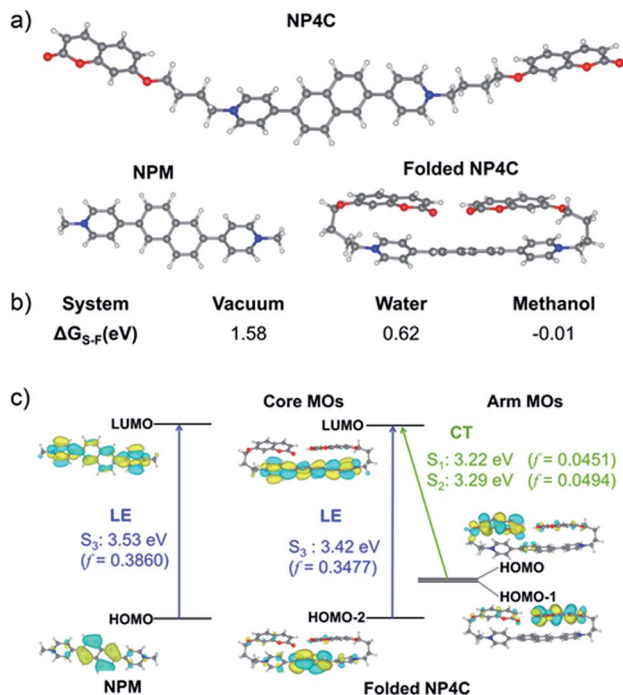 a)
NP4C
NPM
Folded NP4C
b)
System Vacuum Water Methanol
ΔG_S-F(eV) 1.58 0.62 -0.01
c)
Core MOs Arm MOs
LUMO LUMO
CT
S₁: 3.22 eV (f = 0.0451)
S₂: 3.29 eV (f = 0.0494)
LE LE
S₃: 3.53 eV S₃ : 3.42 eV
(f = 0.3860) (f = 0.3477)
HOMO
HOMO-1
HOMO HOMO-2
NPM Folded NP4C